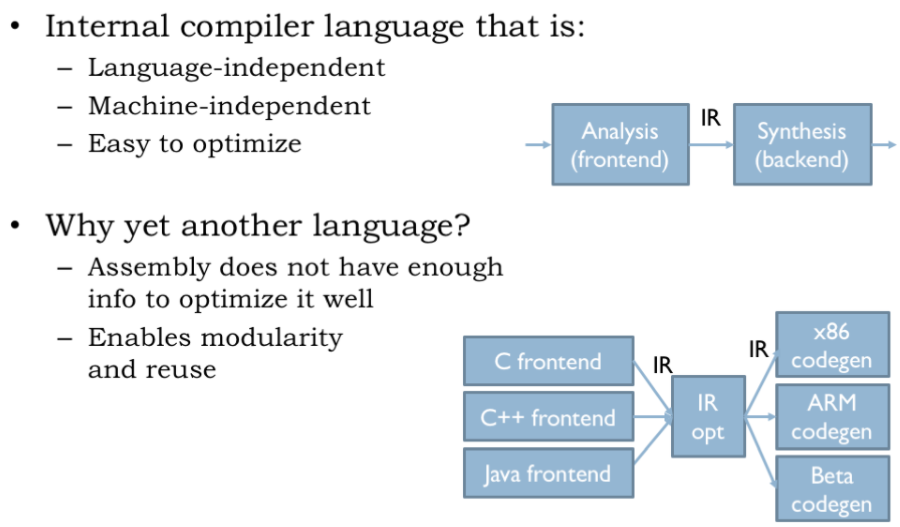 • Internal compiler language that is:
– Language-independent
– Machine-independent
– Easy to optimize
Analysis
(frontend)
IR
Synthesis
(backend)
• Why yet another language?
– Assembly does not have enough
info to optimize it well
– Enables modularity
and reuse
C frontend
C++ frontend
Java frontend
IR
IR
opt
IR
x86
codegen
ARM
codegen
Beta
codegen